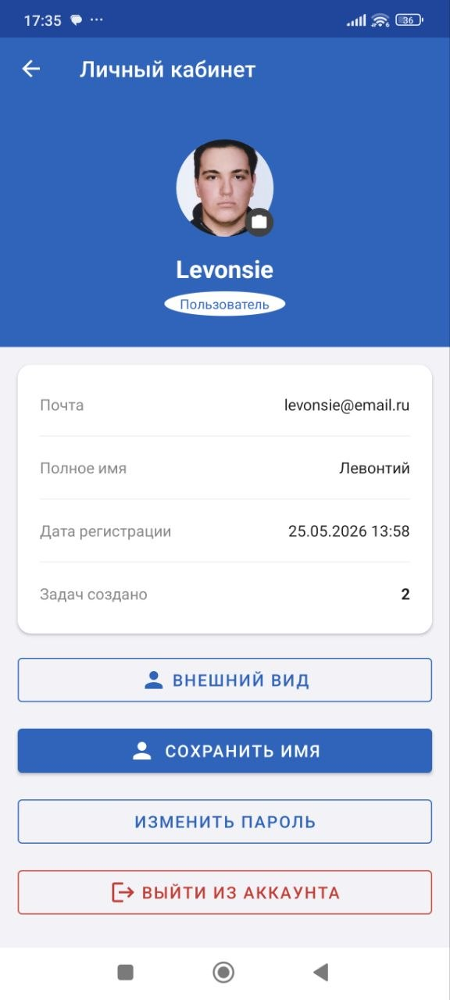 17:35
36
Личный кабинет
Levonsie
Пользователь
Почта levonsie@email.ru
Полное имя Левонтий
Дата регистрации 25.05.2026 13:58
Задач создано 2
ВНЕШНИЙ ВИД
СОХРАНИТЬ ИМЯ
ИЗМЕНИТЬ ПАРОЛЬ
ВЫЙТИ ИЗ АККАУНТА